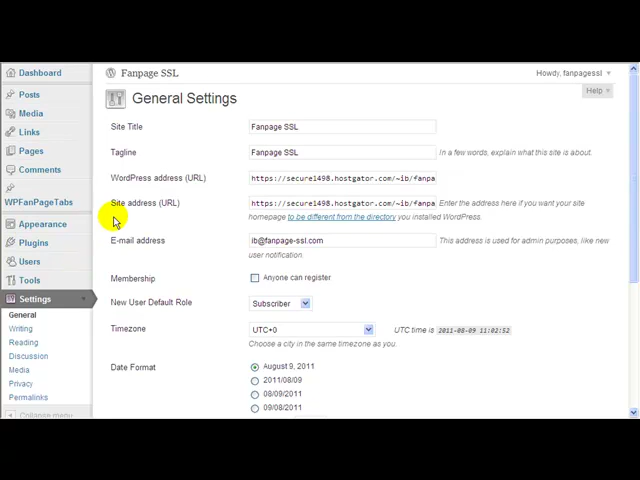 Dashboard
Fanpage SSL
Howdy, fanpagessl
Help
Posts
Media
Links
Pages
Comments
WPFanPageTabs
Appearance
Plugins
Users
Tools
Settings
General
Writing
Reading
Discussion
Media
Privacy
Permalinks
Collapse menu
General Settings
Site Title
Fanpage SSL
Tagline
Fanpage SSL
In a few words, explain what this site is about.
WordPress address (URL)
https://secure1498.hostgator.com/~ib/fanpa
Site address (URL)
https://secure1498.hostgator.com/~ib/fanpa
Enter the address here if you want your site
homepage to be different from the directory you installed WordPress.
E-mail address
ib@fanpage-ssl.com
This address is used for admin purposes, like new
user notification.
Membership
Anyone can register
New User Default Role
Subscriber
Timezone
UTC+0
UTC time is 2011-08-09 11:02:52
Choose a city in the same timezone as you.
Date Format
August 9, 2011
2011/08/09
08/09/2011
09/08/2011